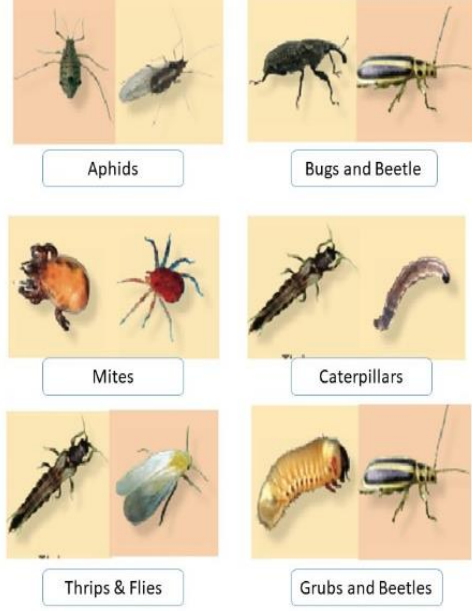 Aphids
Bugs and Beetle
Mites
Caterpillars
Thrips & Flies
Grubs and Beetles